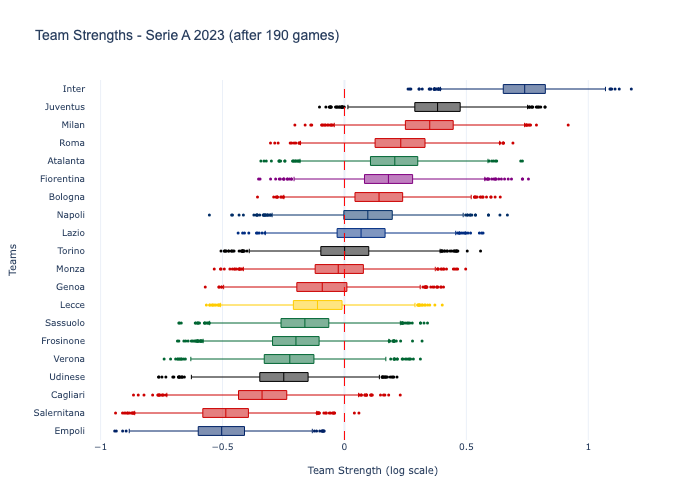 Team Strengths - Serie A 2023 (after 190 games)
Inter
Juventus
Milan
Roma
Atalanta
Fiorentina
Bologna
Napoli
Lazio
Torino
Monza
Genoa
Lecce
Sassuolo
Frosinone
Verona
Udinese
Cagliari
Salernitana
Empoli
Teams
−1
−0.5
0
0.5
1
Team Strength (log scale)